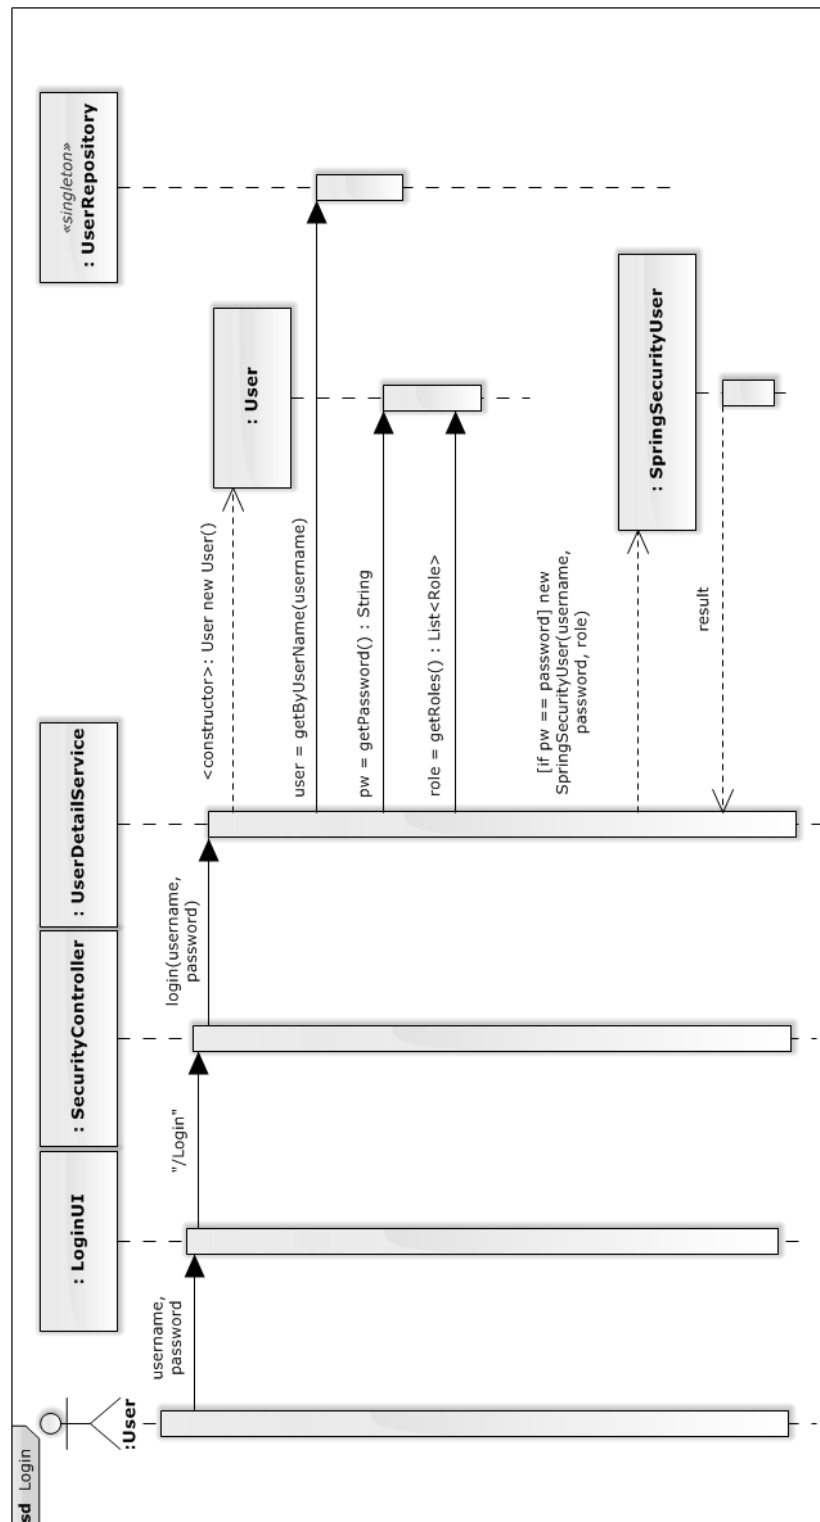 sd Login
:User
: LoginUI
: SecurityController
: UserDetailService
: User
«singleton»
: UserRepository
: SpringSecurityUser
username,
password
"/Login"
login(username,
password)
<constructor>: User new User()
user = getByUserName(username)
pw = getPassword() : String
role = getRoles() : List<Role>
[if pw == password] new
SpringSecurityUser(username,
password, role)
result